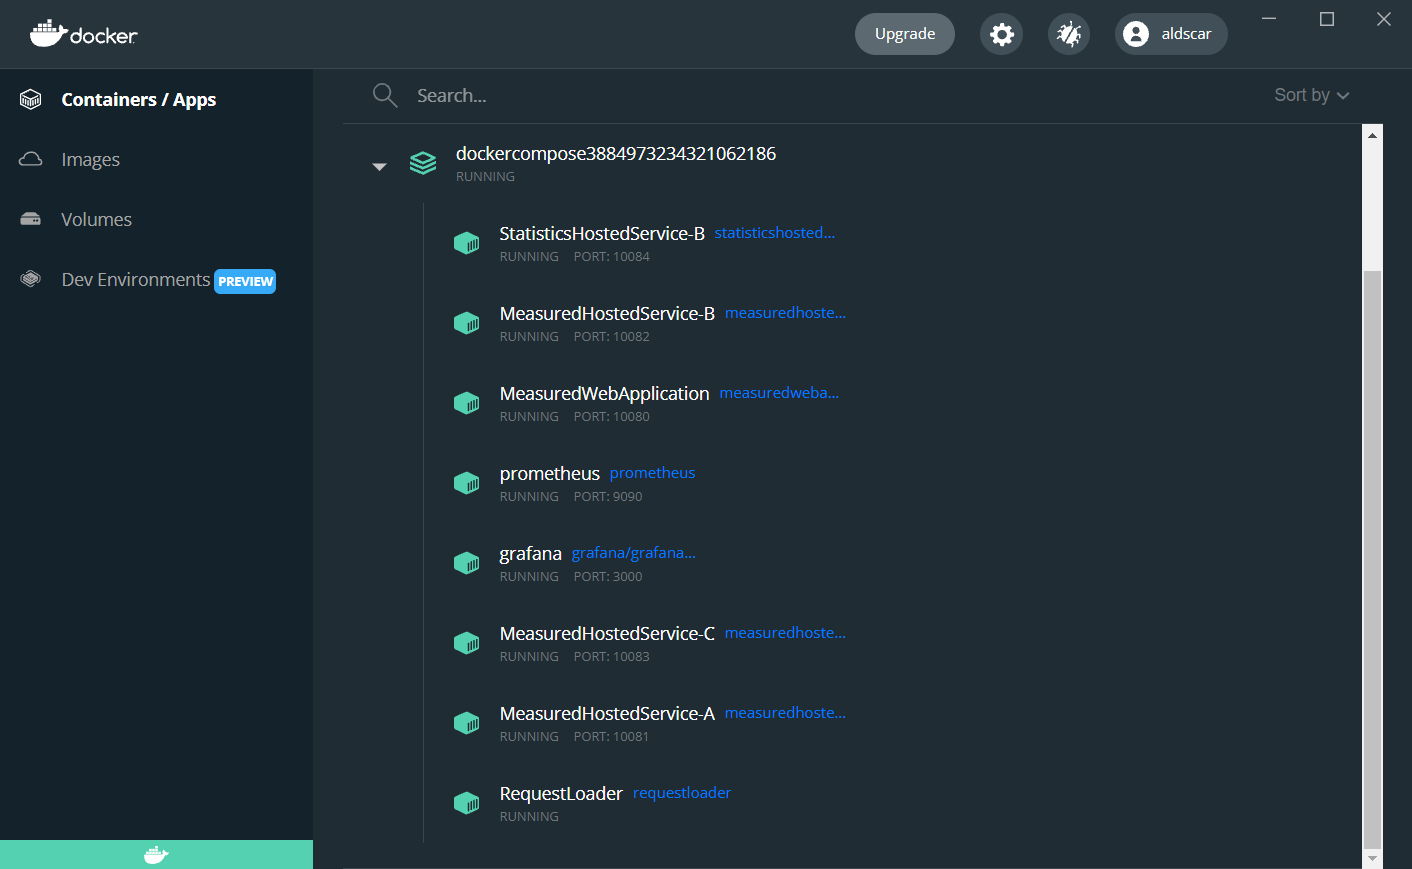 docker
Upgrade
aldscar
Containers / Apps
Images
Volumes
Dev Environments PREVIEW
Search...
Sort by
dockercompose3884973234321062186
RUNNING
StatisticsHostedService-B statisticshosted...
RUNNING PORT: 10084
MeasuredHostedService-B measuredhoste...
RUNNING PORT: 10082
MeasuredWebApplication measuredweba...
RUNNING PORT: 10080
prometheus prometheus
RUNNING PORT: 9090
grafana grafana/grafana...
RUNNING PORT: 3000
MeasuredHostedService-C measuredhoste...
RUNNING PORT: 10083
MeasuredHostedService-A measuredhoste...
RUNNING PORT: 10081
RequestLoader requestloader
RUNNING